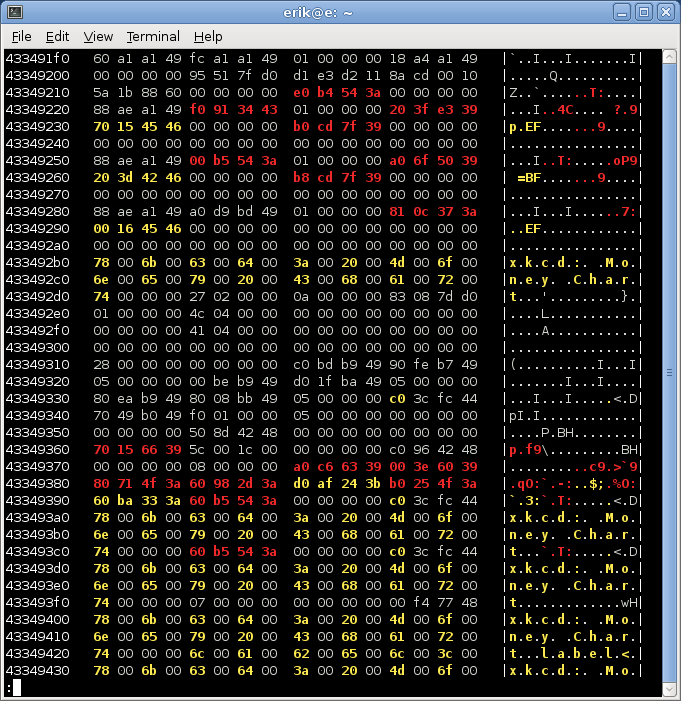 erik@e: ~
File Edit View Terminal Help
433491f0 60 a1 a1 49 fc a1 a1 49 01 00 00 00 18 a4 a1 49 |`..I...I.......I|
43349200 00 00 00 00 95 51 7f d0 d1 e3 d2 11 8a cd 00 10 |.....Q..........|
43349210 5a 1b 88 60 00 00 00 00 e0 b4 54 3a 00 00 00 00 |Z..`......T:....|
43349220 88 ae a1 49 f0 91 34 43 01 00 00 00 20 3f e3 39 |...I..4C.... ?.9|
43349230 70 15 45 46 00 00 00 00 b0 cd 7f 39 00 00 00 00 |p.EF.......9....|
43349240 00 00 00 00 00 00 00 00 00 00 00 00 00 00 00 00 |................|
43349250 88 ae a1 49 00 b5 54 3a 01 00 00 00 a0 6f 50 39 |...I..T:.....oP9|
43349260 20 3d 42 46 00 00 00 00 b8 cd 7f 39 00 00 00 00 | =BF.......9....|
43349270 00 00 00 00 00 00 00 00 00 00 00 00 00 00 00 00 |................|
43349280 88 ae a1 49 a0 d9 bd 49 01 00 00 00 81 0c 37 3a |...I...I......7:|
43349290 00 16 45 46 00 00 00 00 00 00 00 00 00 00 00 00 |..EF............|
433492a0 00 00 00 00 00 00 00 00 00 00 00 00 00 00 00 00 |................|
433492b0 78 00 6b 00 63 00 64 00 3a 00 20 00 4d 00 6f 00 |x.k.c.d.:. .M.o.|
433492c0 6e 00 65 00 79 00 20 00 43 00 68 00 61 00 72 00 |n.e.y. .C.h.a.r.|
433492d0 74 00 00 00 27 02 00 00 0a 00 00 00 83 08 7d d0 |t...'.........}.|
433492e0 01 00 00 00 4c 04 00 00 00 00 00 00 00 00 00 00 |....L...........|
433492f0 00 00 00 00 41 04 00 00 00 00 00 00 00 00 00 00 |....A...........|
43349300 00 00 00 00 00 00 00 00 00 00 00 00 00 00 00 00 |................|
43349310 28 00 00 00 00 00 00 00 c0 bd b9 49 90 fe b7 49 |(..........I...I|
43349320 05 00 00 00 00 be b9 49 d0 1f ba 49 05 00 00 00 |.......I...I....|
43349330 80 ea b9 49 80 08 bb 49 05 00 00 00 c0 3c fc 44 |...I...I.....<.D|
43349340 70 49 b0 49 f0 01 00 00 05 00 00 00 00 00 00 00 |pI.I............|
43349350 00 00 00 00 50 8d 42 48 00 00 00 00 00 00 00 00 |....P.BH........|
43349360 70 15 66 39 5c 00 1c 00 00 00 00 00 c0 96 42 48 |p.f9\.........BH|
43349370 00 00 00 00 08 00 00 00 a0 c6 63 39 00 3e 60 39 |..........c9.>`9|
43349380 80 71 4f 3a 60 98 2d 3a d0 af 24 3b b0 25 4f 3a |.qO:`.-:..$;.%O:|
43349390 60 ba 33 3a 60 b5 54 3a 00 00 00 00 c0 3c fc 44 |`.3:`.T:.....<.D|
433493a0 78 00 6b 00 63 00 64 00 3a 00 20 00 4d 00 6f 00 |x.k.c.d.:. .M.o.|
433493b0 6e 00 65 00 79 00 20 00 43 00 68 00 61 00 72 00 |n.e.y. .C.h.a.r.|
433493c0 74 00 00 00 60 b5 54 3a 00 00 00 00 c0 3c fc 44 |t...`.T:.....<.D|
433493d0 78 00 6b 00 63 00 64 00 3a 00 20 00 4d 00 6f 00 |x.k.c.d.:. .M.o.|
433493e0 6e 00 65 00 79 00 20 00 43 00 68 00 61 00 72 00 |n.e.y. .C.h.a.r.|
433493f0 74 00 00 00 07 00 00 00 00 00 00 00 00 f4 77 48 |t.............wH|
43349400 78 00 6b 00 63 00 64 00 3a 00 20 00 4d 00 6f 00 |x.k.c.d.:. .M.o.|
43349410 6e 00 65 00 79 00 20 00 43 00 68 00 61 00 72 00 |n.e.y. .C.h.a.r.|
43349420 74 00 00 00 6c 00 61 00 62 00 65 00 6c 00 3c 00 |t...l.a.b.e.l.<.|
43349430 78 00 6b 00 63 00 64 00 3a 00 20 00 4d 00 6f 00 |x.k.c.d.:. .M.o.|
: